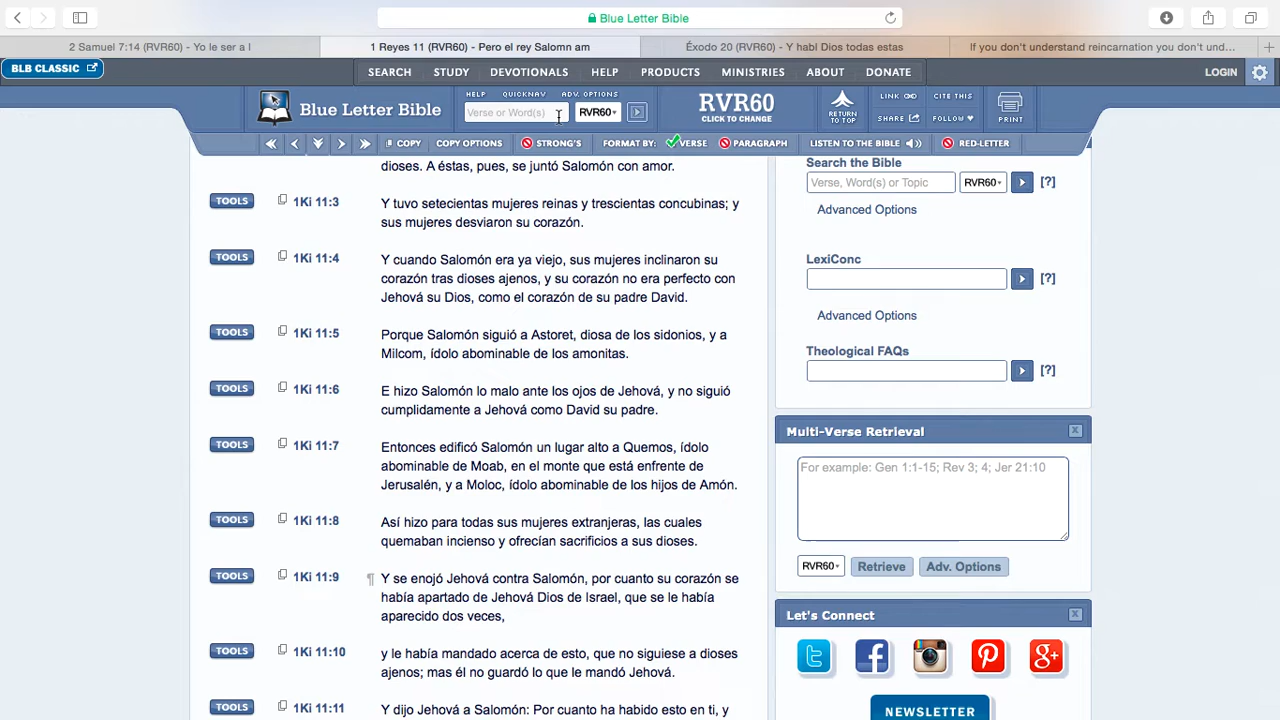 Blue Letter Bible
2 Samuel 7:14 (RVR60) - Yo le ser a l
1 Reyes 11 (RVR60) - Pero el rey Salomn am
Éxodo 20 (RVR60) - Y habl Dios todas estas
If you don't understand reincarnation you don't und...
BLB CLASSIC
SEARCH STUDY DEVOTIONALS HELP PRODUCTS MINISTRIES ABOUT DONATE LOGIN
Blue Letter Bible
HELP QUICKNAV ADV. OPTIONS
Verse or Word(s) RVR60
RVR60
CLICK TO CHANGE
RETURN
TO TOP
LINK CITE THIS
SHARE FOLLOW
PRINT
COPY COPY OPTIONS STRONG'S FORMAT BY: VERSE PARAGRAPH LISTEN TO THE BIBLE RED-LETTER
dioses. A éstas, pues, se juntó Salomón con amor.
TOOLS 1Ki 11:3 Y tuvo setecientas mujeres reinas y trescientas concubinas; y
sus mujeres desviaron su corazón.
TOOLS 1Ki 11:4 Y cuando Salomón era ya viejo, sus mujeres inclinaron su
corazón tras dioses ajenos, y su corazón no era perfecto con
Jehová su Dios, como el corazón de su padre David.
TOOLS 1Ki 11:5 Porque Salomón siguió a Astoret, diosa de los sidonios, y a
Milcom, ídolo abominable de los amonitas.
TOOLS 1Ki 11:6 E hizo Salomón lo malo ante los ojos de Jehová, y no siguió
cumplidamente a Jehová como David su padre.
TOOLS 1Ki 11:7 Entonces edificó Salomón un lugar alto a Quemos, ídolo
abominable de Moab, en el monte que está enfrente de
Jerusalén, y a Moloc, ídolo abominable de los hijos de Amón.
TOOLS 1Ki 11:8 Así hizo para todas sus mujeres extranjeras, las cuales
quemaban incienso y ofrecían sacrificios a sus dioses.
TOOLS 1Ki 11:9 ¶ Y se enojó Jehová contra Salomón, por cuanto su corazón se
había apartado de Jehová Dios de Israel, que se le había
aparecido dos veces,
TOOLS 1Ki 11:10 y le había mandado acerca de esto, que no siguiese a dioses
ajenos; mas él no guardó lo que le mandó Jehová.
TOOLS 1Ki 11:11 Y dijo Jehová a Salomón: Por cuanto ha habido esto en ti, y
Search the Bible
Verse, Word(s) or Topic RVR60 [?]
Advanced Options
LexiConc
[?]
Advanced Options
Theological FAQs
[?]
Multi-Verse Retrieval
For example: Gen 1:1-15; Rev 3; 4; Jer 21:10
RVR60 Retrieve Adv. Options
Let's Connect
NEWSLETTER